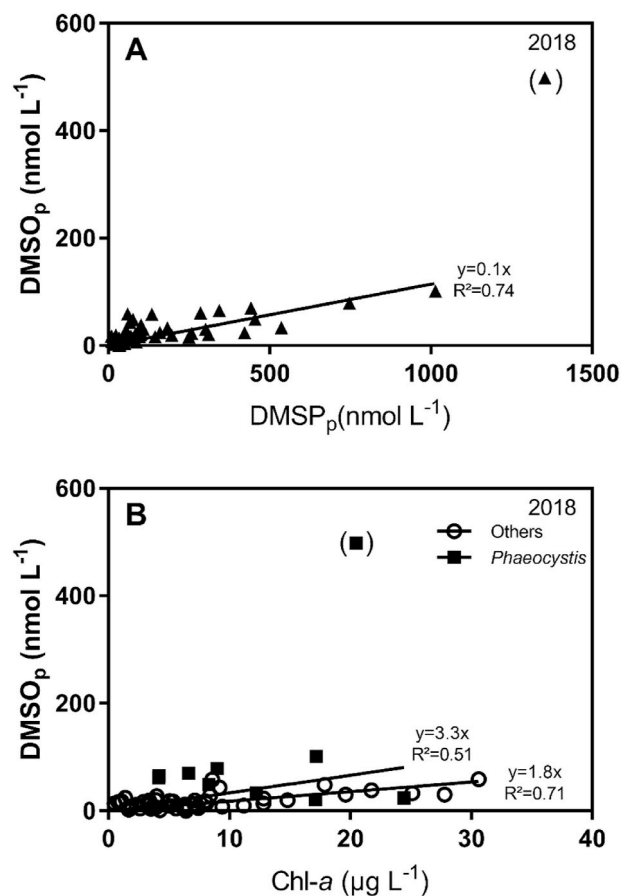 A
2018
600
400
200
0
DMSOₚ (nmol L⁻¹)
(▲)
y=0.1x
R²=0.74
0 500 1000 1500
DMSPₚ(nmol L⁻¹)
B
2018
Others
Phaeocystis
600
400
200
0
DMSOₚ (nmol L⁻¹)
(■)
y=3.3x
R²=0.51
y=1.8x
R²=0.71
0 10 20 30 40
Chl-a (µg L⁻¹)